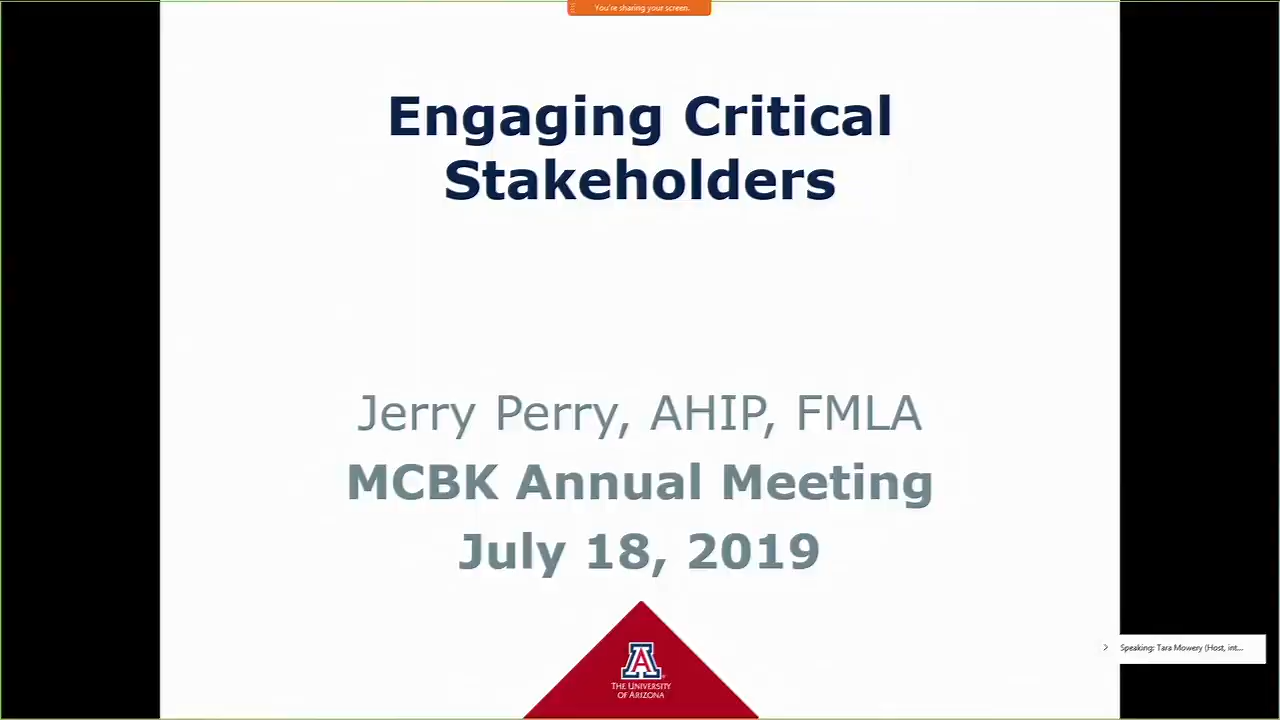 You're sharing your screen.
Engaging Critical
Stakeholders
Jerry Perry, AHIP, FMLA
MCBK Annual Meeting
July 18, 2019
A
THE UNIVERSITY
OF ARIZONA
Speaking: Tara Mowery (Host, int...